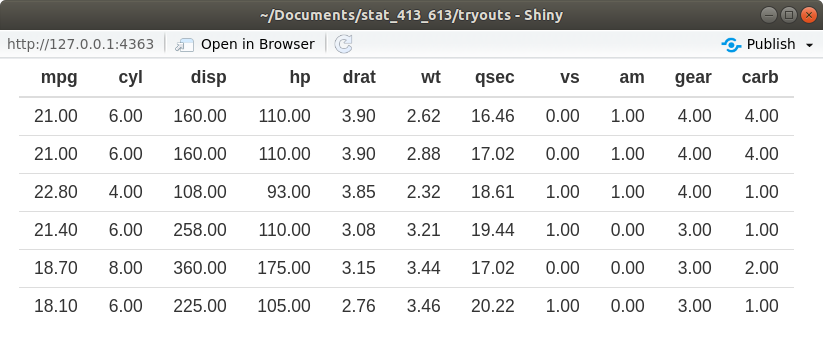 ~/Documents/stat_413_613/tryouts - Shiny
http://127.0.0.1:4363 Open in Browser Publish
mpg cyl disp hp drat wt qsec vs am gear carb
21.00 6.00 160.00 110.00 3.90 2.62 16.46 0.00 1.00 4.00 4.00
21.00 6.00 160.00 110.00 3.90 2.88 17.02 0.00 1.00 4.00 4.00
22.80 4.00 108.00 93.00 3.85 2.32 18.61 1.00 1.00 4.00 1.00
21.40 6.00 258.00 110.00 3.08 3.21 19.44 1.00 0.00 3.00 1.00
18.70 8.00 360.00 175.00 3.15 3.44 17.02 0.00 0.00 3.00 2.00
18.10 6.00 225.00 105.00 2.76 3.46 20.22 1.00 0.00 3.00 1.00